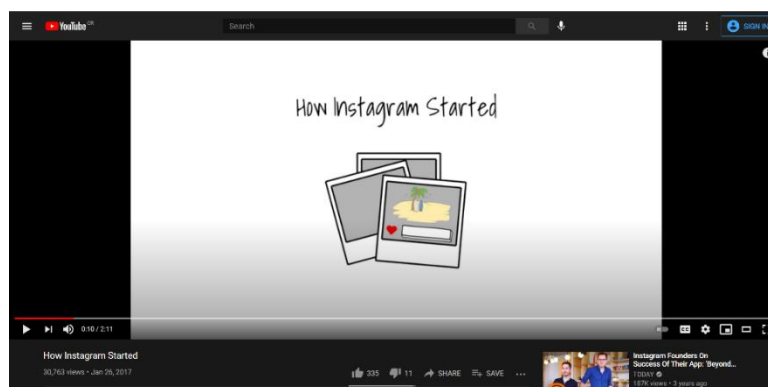 YouTube
Search
SIGN IN
How Instagram Started
0:10 / 2:11
How Instagram Started
30,763 views • Jan 26, 2017
335
11
SHARE
SAVE
Instagram Founders On
Success Of Their App: 'Beyond...
TODAY
187K views • 3 years ago